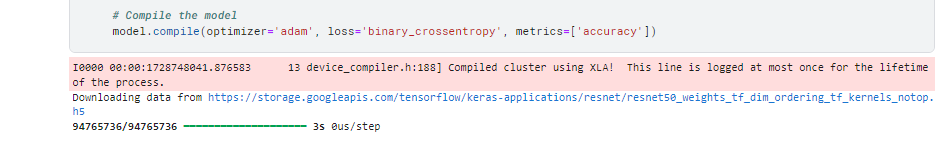 # Compile the model
model.compile(optimizer='adam', loss='binary_crossentropy', metrics=['accuracy'])
I0000 00:00:1728748041.876583      13 device_compiler.h:188] Compiled cluster using XLA!  This line is logged at most once for the lifetime
of the process.
Downloading data from https://storage.googleapis.com/tensorflow/keras-applications/resnet/resnet50_weights_tf_dim_ordering_tf_kernels_notop.
h5
94765736/94765736 ━━━━━━━━━━━━━━━━━━━━ 3s 0us/step